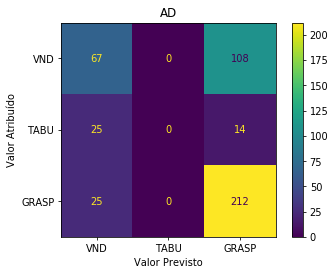 AD
VND 67 0 108
TABU 25 0 14
GRASP 25 0 212
VND TABU GRASP
Valor Previsto
Valor Atribuído
200
175
150
125
100
75
50
25
0